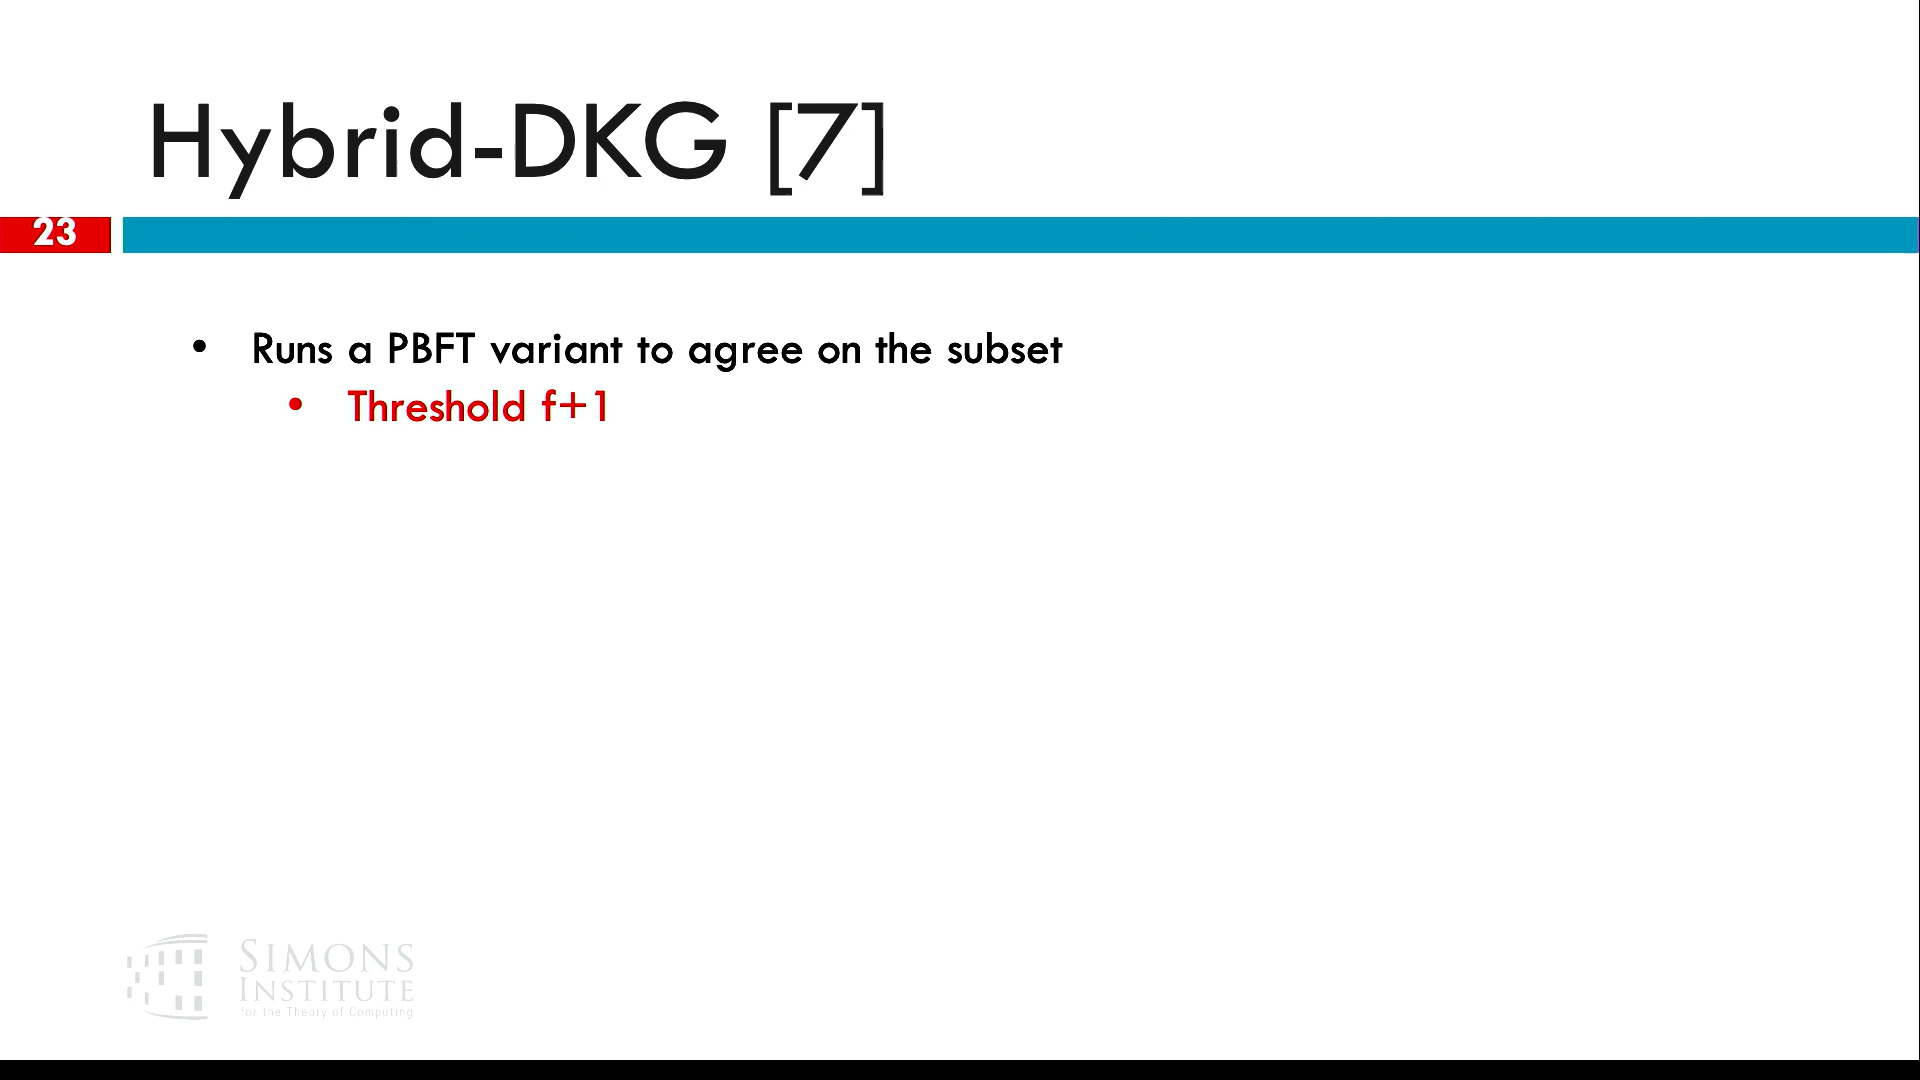 Hybrid-DKG [7]
23
• Runs a PBFT variant to agree on the subset
• Threshold f+1
SIMONS
INSTITUTE
for the Theory of Computing